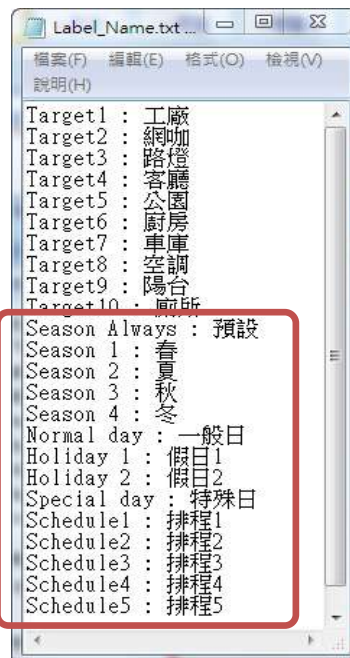 Label_Name.txt ...
檔案(F) 編輯(E) 格式(O) 檢視(V)
說明(H)
Target1 : 工廠
Target2 : 網咖
Target3 : 路燈
Target4 : 客廳
Target5 : 公園
Target6 : 廚房
Target7 : 車庫
Target8 : 空調
Target9 : 陽台
Target10 : 廁所
Season Always : 預設
Season 1 : 春
Season 2 : 夏
Season 3 : 秋
Season 4 : 冬
Normal day : 一般日
Holiday 1 : 假日1
Holiday 2 : 假日2
Special day : 特殊日
Schedule1 : 排程1
Schedule2 : 排程2
Schedule3 : 排程3
Schedule4 : 排程4
Schedule5 : 排程5